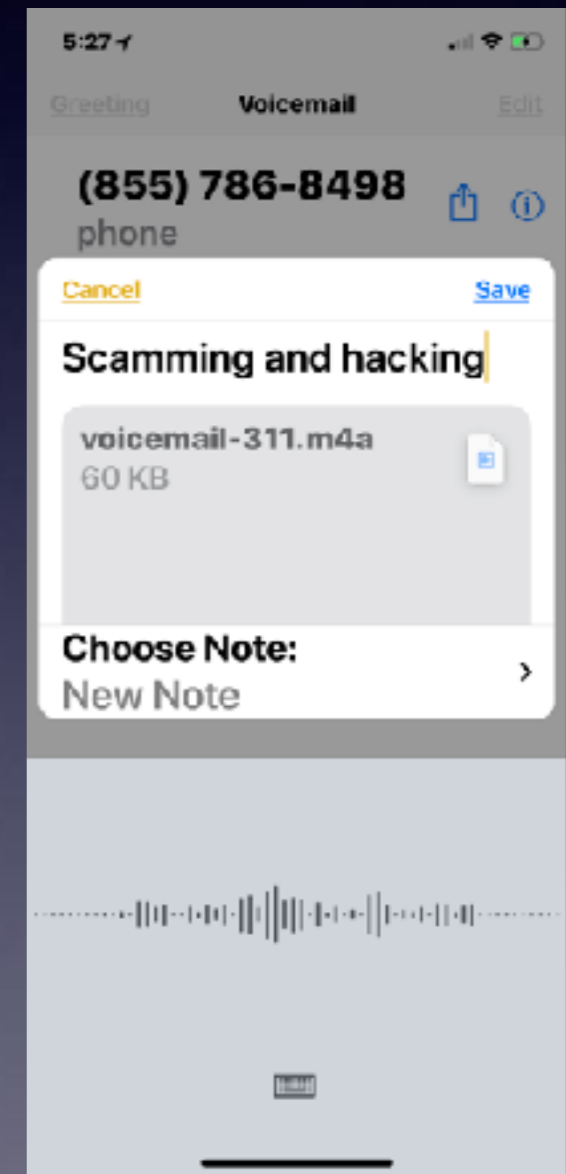 5:27
Greeting Voicemail Edit
(855) 786-8498
phone
Cancel Save
Scamming and hacking
voicemail-311.m4a
60 KB
Choose Note:
New Note